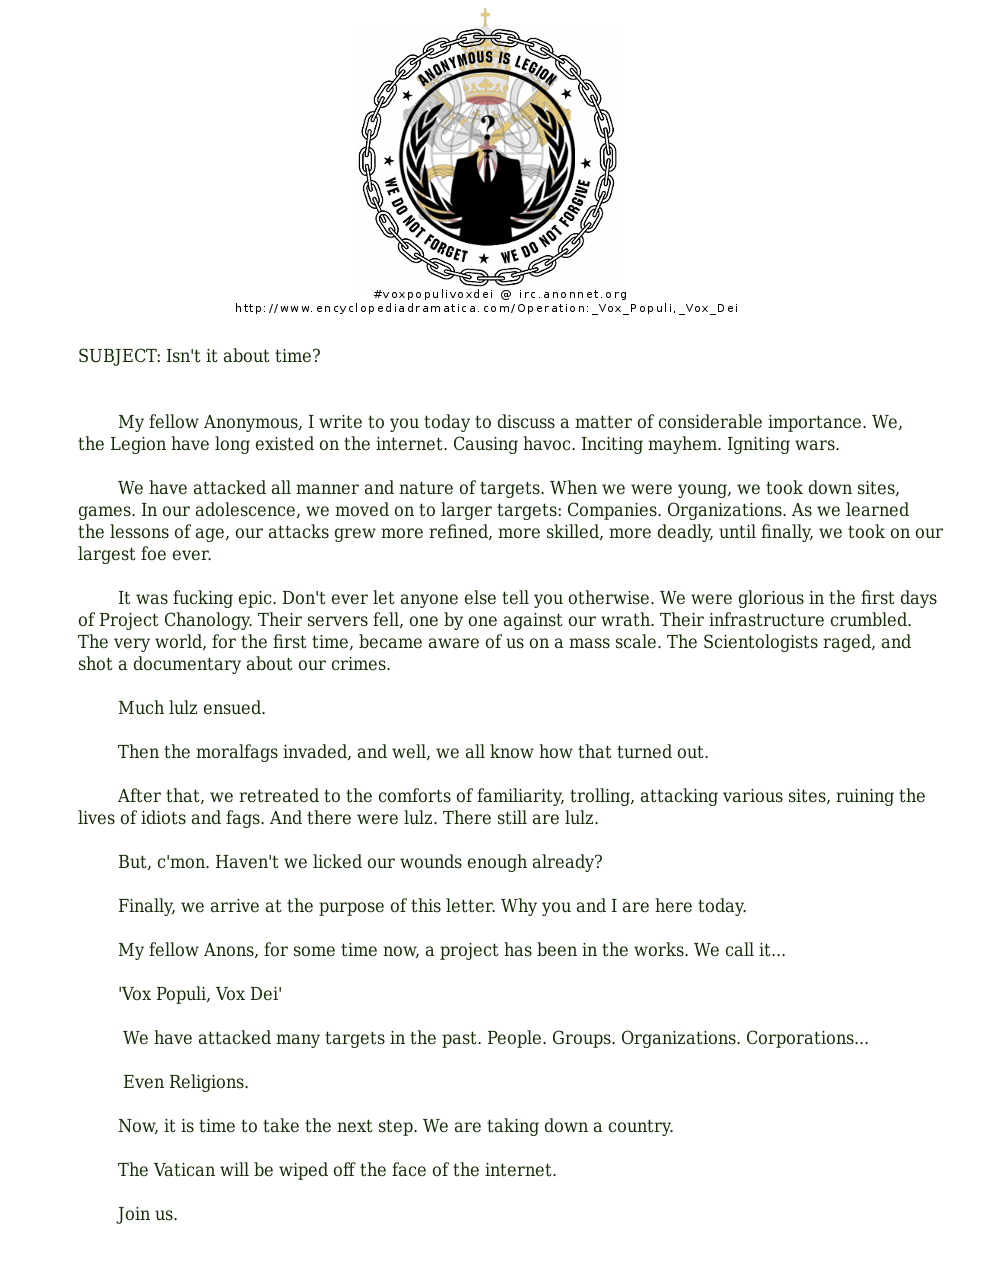 ANONYMOUS IS LEGION
?
WE DO NOT FORGET ★ WE DO NOT FORGIVE
#voxpopulivoxdei @ irc.anonnet.org
http://www.encyclopediadramatica.com/Operation:_Vox_Populi,_Vox_Dei
SUBJECT: Isn't it about time?
My fellow Anonymous, I write to you today to discuss a matter of considerable importance. We,
the Legion have long existed on the internet. Causing havoc. Inciting mayhem. Igniting wars.
We have attacked all manner and nature of targets. When we were young, we took down sites,
games. In our adolescence, we moved on to larger targets: Companies. Organizations. As we learned
the lessons of age, our attacks grew more refined, more skilled, more deadly, until finally, we took on our
largest foe ever.
It was fucking epic. Don't ever let anyone else tell you otherwise. We were glorious in the first days
of Project Chanology. Their servers fell, one by one against our wrath. Their infrastructure crumbled.
The very world, for the first time, became aware of us on a mass scale. The Scientologists raged, and
shot a documentary about our crimes.
Much lulz ensued.
Then the moralfags invaded, and well, we all know how that turned out.
After that, we retreated to the comforts of familiarity, trolling, attacking various sites, ruining the
lives of idiots and fags. And there were lulz. There still are lulz.
But, c'mon. Haven't we licked our wounds enough already?
Finally, we arrive at the purpose of this letter. Why you and I are here today.
My fellow Anons, for some time now, a project has been in the works. We call it...
'Vox Populi, Vox Dei'
We have attacked many targets in the past. People. Groups. Organizations. Corporations...
Even Religions.
Now, it is time to take the next step. We are taking down a country.
The Vatican will be wiped off the face of the internet.
Join us.